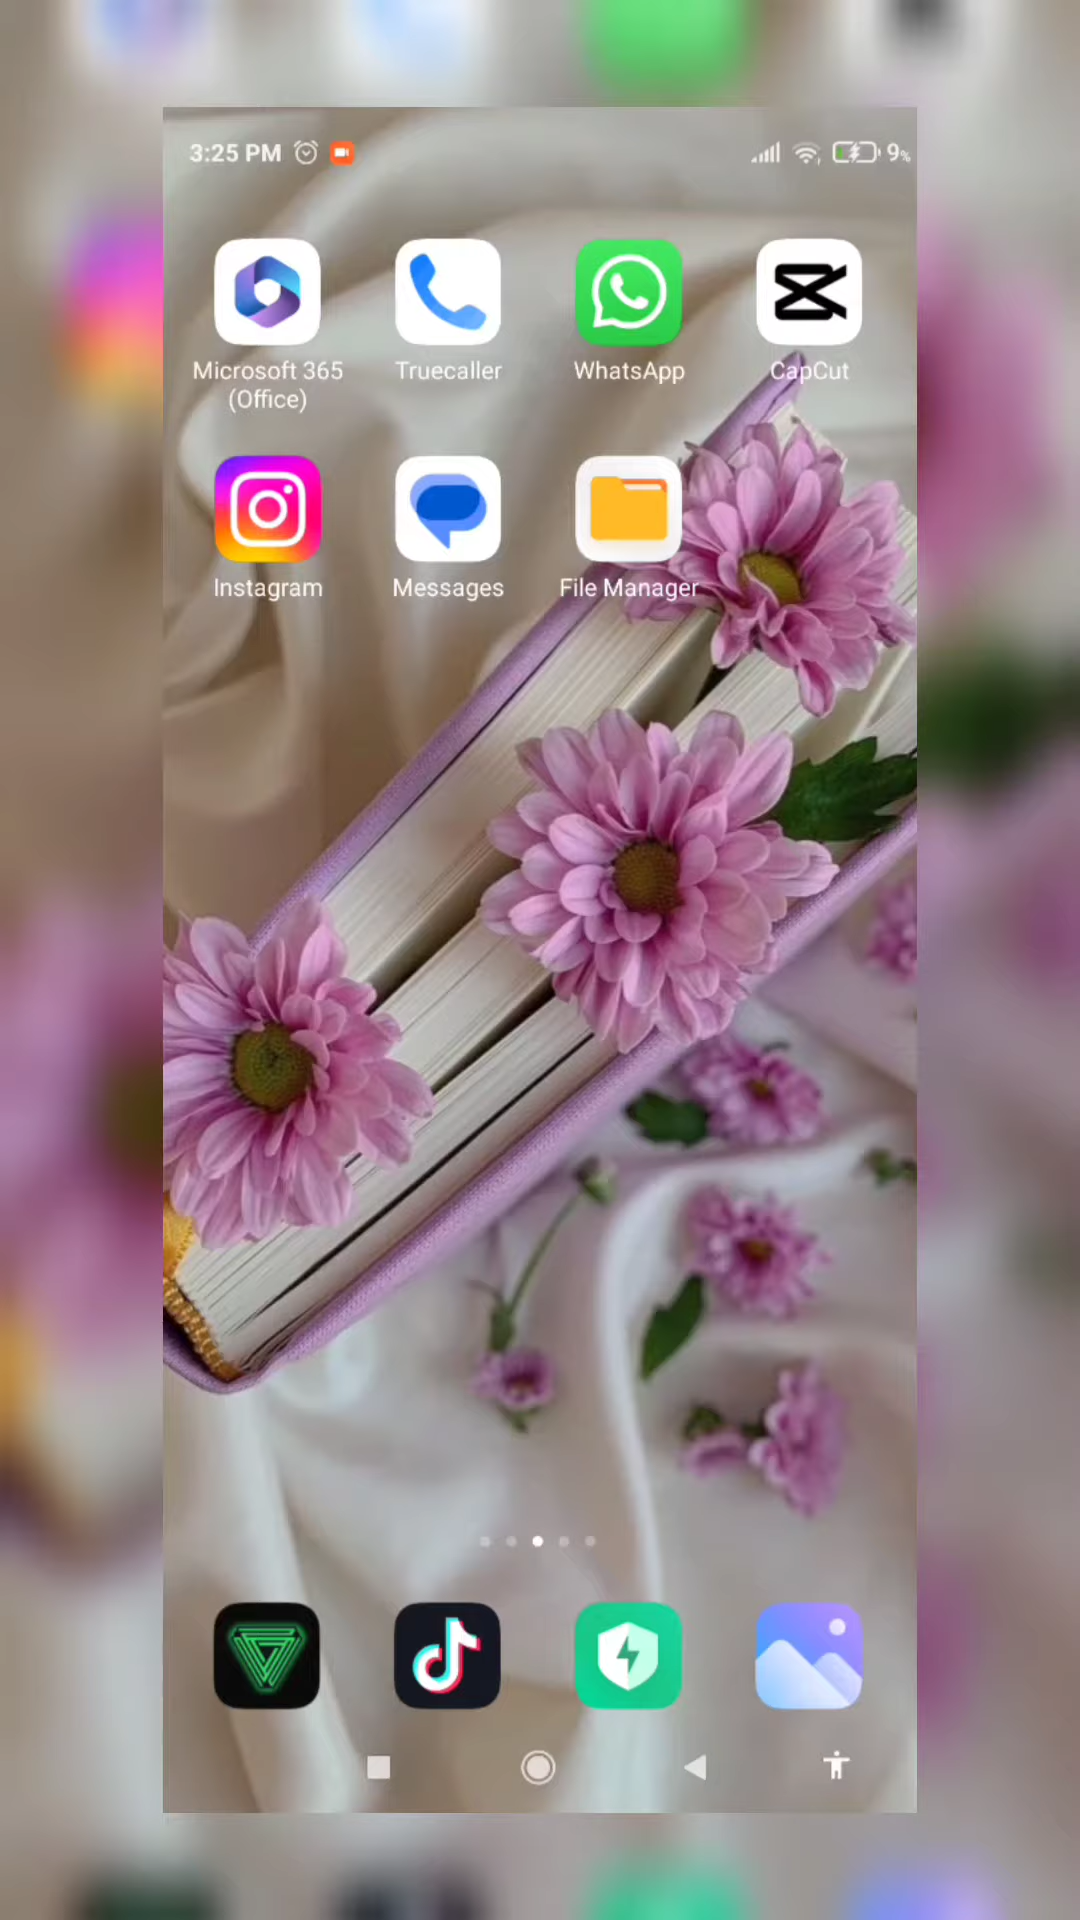 3:25 PM
9%
Microsoft 365
(Office)
Truecaller
WhatsApp
CapCut
Instagram
Messages
File Manager